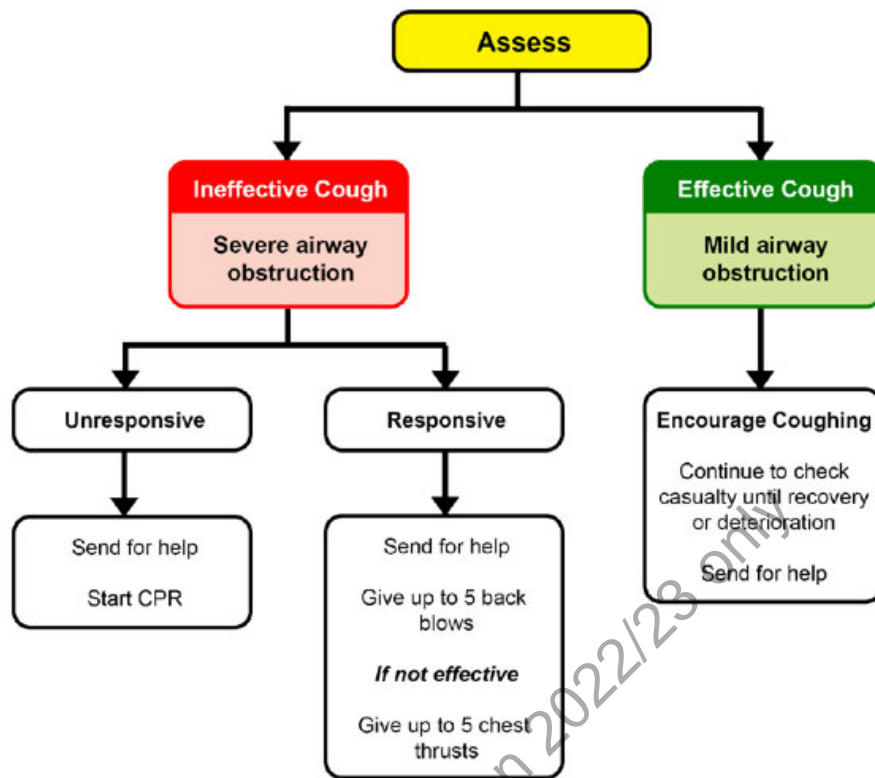 Assess
Ineffective Cough
Severe airway
obstruction
Effective Cough
Mild airway
obstruction
Unresponsive
Responsive
Encourage Coughing
Continue to check
casualty until recovery
or deterioration
Send for help
Send for help
Start CPR
Send for help
Give up to 5 back
blows
If not effective
Give up to 5 chest
thrusts
2022/23 only